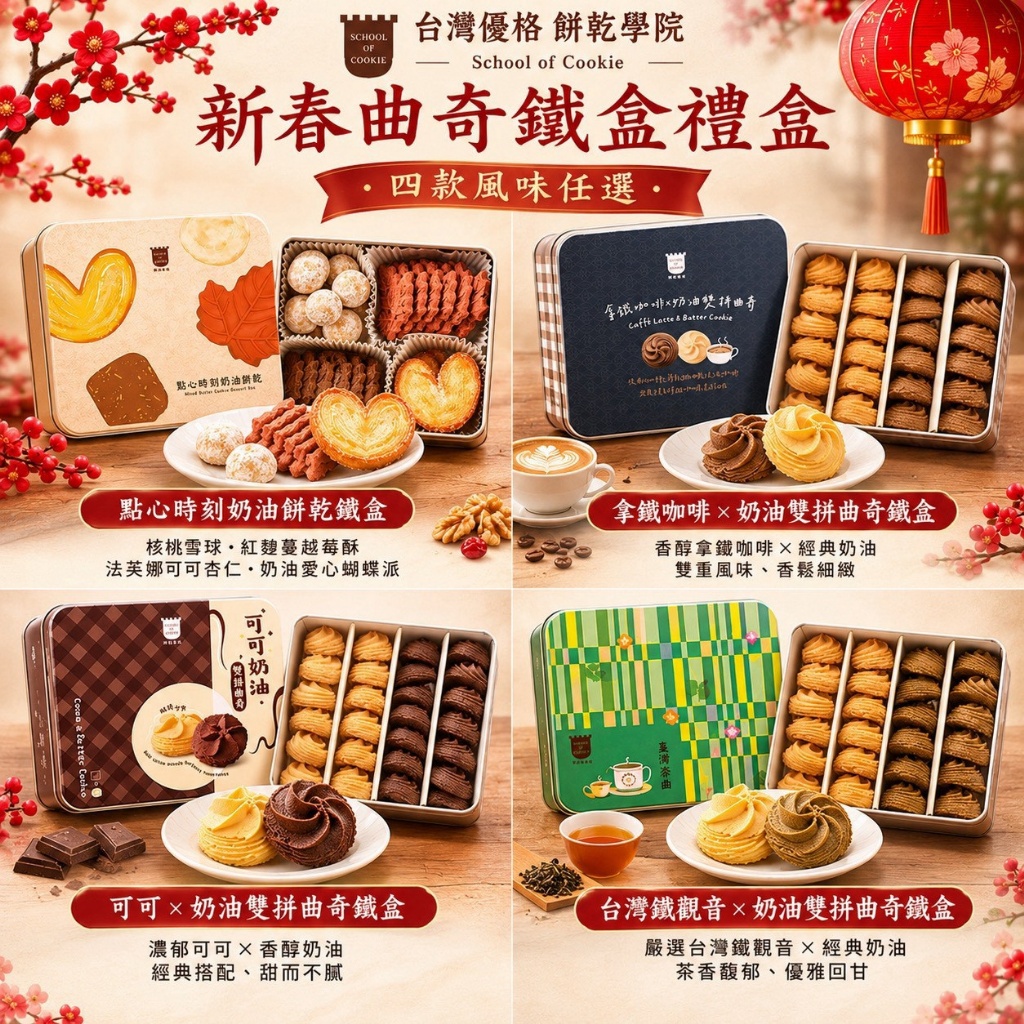 SCHOOL
OF
COOKIE
台灣優格 餅乾學院
School of Cookie
新春曲奇鐵盒禮盒
·四款風味任選·
點心時刻奶油餅乾
Mixed Butter Cookie Dessert Box
點心時刻奶油餅乾鐵盒
核桃雪球·紅麴蔓越莓酥
法芙娜可可杏仁·奶油愛心蝴蝶派
拿鐵咖啡×奶油雙拼曲奇
Caffè Latte & Batter Cookie
拿鐵咖啡×奶油雙拼曲奇鐵盒
香醇拿鐵咖啡×經典奶油
雙重風味、香鬆細緻
可可奶油
雙拼曲奇
可可×奶油雙拼曲奇鐵盒
濃郁可可×香醇奶油
經典搭配、甜而不膩
台灣鐵觀音×奶油雙拼曲奇鐵盒
嚴選台灣鐵觀音×經典奶油
茶香馥郁、優雅回甘